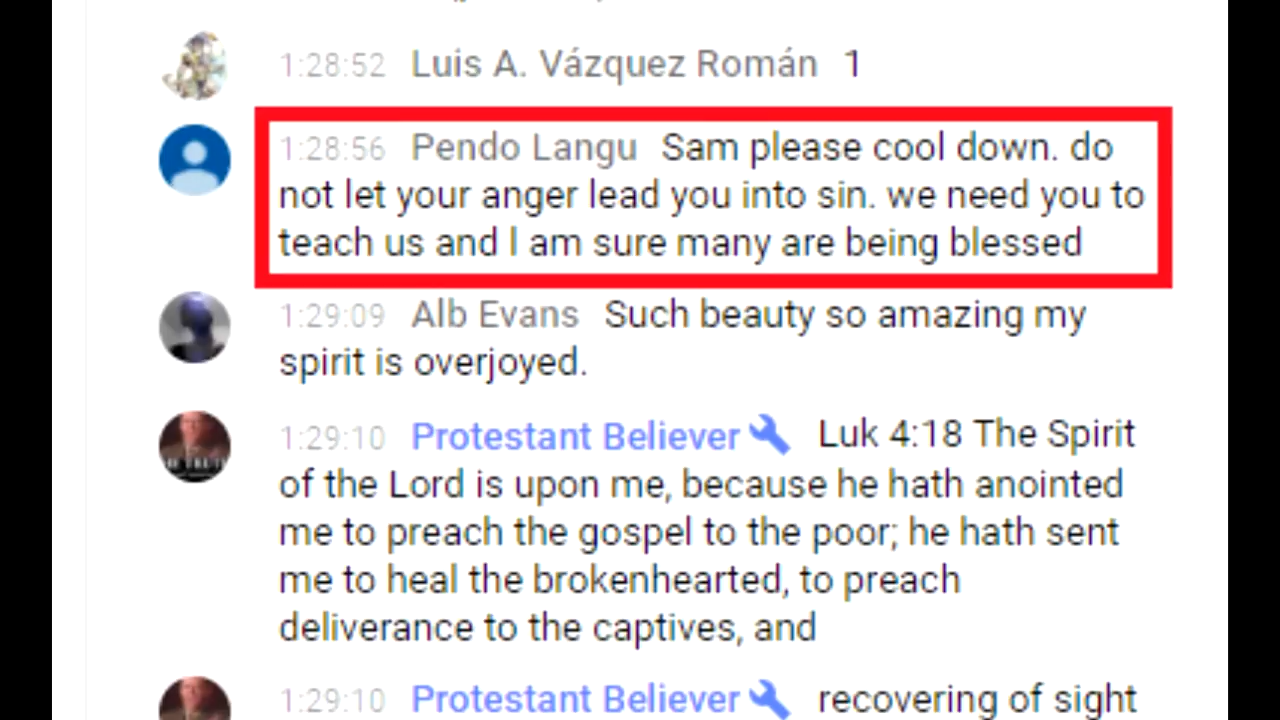 1:28:52 Luis A. Vázquez Román 1
1:28:56 Pendo Langu Sam please cool down. do
not let your anger lead you into sin. we need you to
teach us and I am sure many are being blessed
1:29:09 Alb Evans Such beauty so amazing my
spirit is overjoyed.
1:29:10 Protestant Believer Luk 4:18 The Spirit
of the Lord is upon me, because he hath anointed
me to preach the gospel to the poor; he hath sent
me to heal the brokenhearted, to preach
deliverance to the captives, and
1:29:10 Protestant Believer recovering of sight